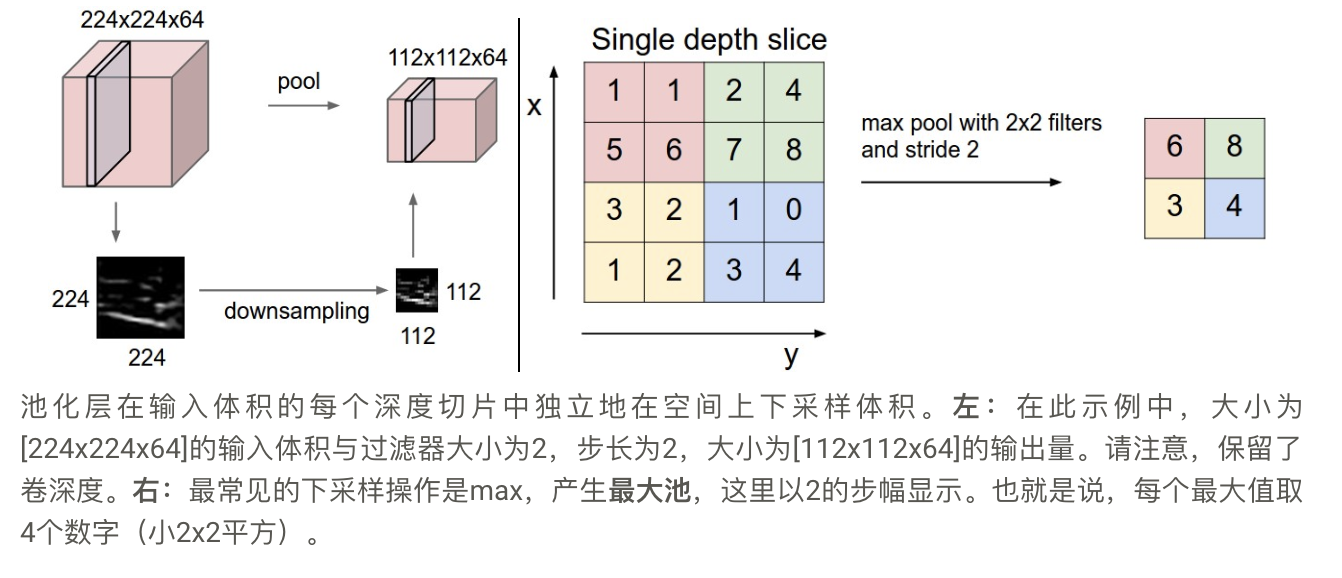 224x224x64
pool
112x112x64
224
224
downsampling
112
112
Single depth slice
x
1 1 2 4
5 6 7 8
3 2 1 0
1 2 3 4
y
max pool with 2x2 filters
and stride 2
6 8
3 4
池化层在输入体积的每个深度切片中独立地在空间上下采样体积。左：在此示例中，大小为
[224x224x64]的输入体积与过滤器大小为2，步长为2，大小为[112x112x64]的输出量。请注意，保留了
卷深度。右：最常见的下采样操作是max，产生最大池，这里以2的步幅显示。也就是说，每个最大值取
4个数字（小2x2平方）。